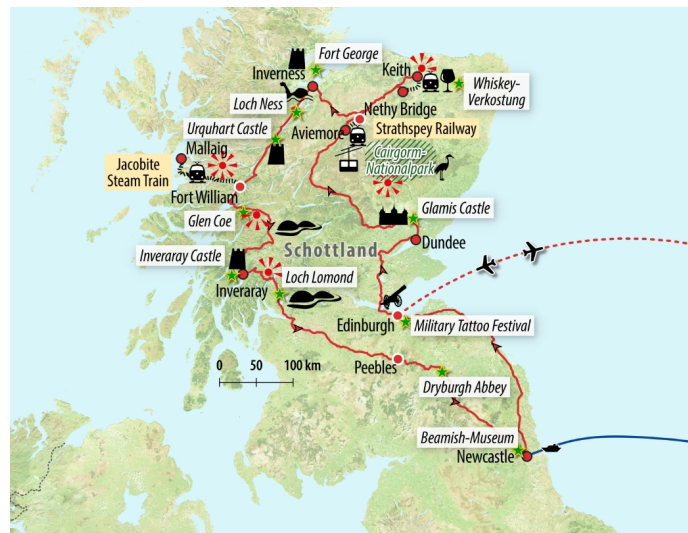 Fort George
Inverness
Keith
Whiskey-
Verkostung
Loch Ness
Nethy Bridge
Urquhart Castle
Aviemore
Strathspey Railway
Mallaig
Cairgorm-
Nationalpark
Jacobite
Steam Train
Fort William
Glen Coe
Glamis Castle
Schottland
Dundee
Inveraray Castle
Loch Lomond
Inveraray
Edinburgh
Military Tattoo Festival
0 50 100 km
Peebles
Dryburgh Abbey
Beamish-Museum
Newcastle